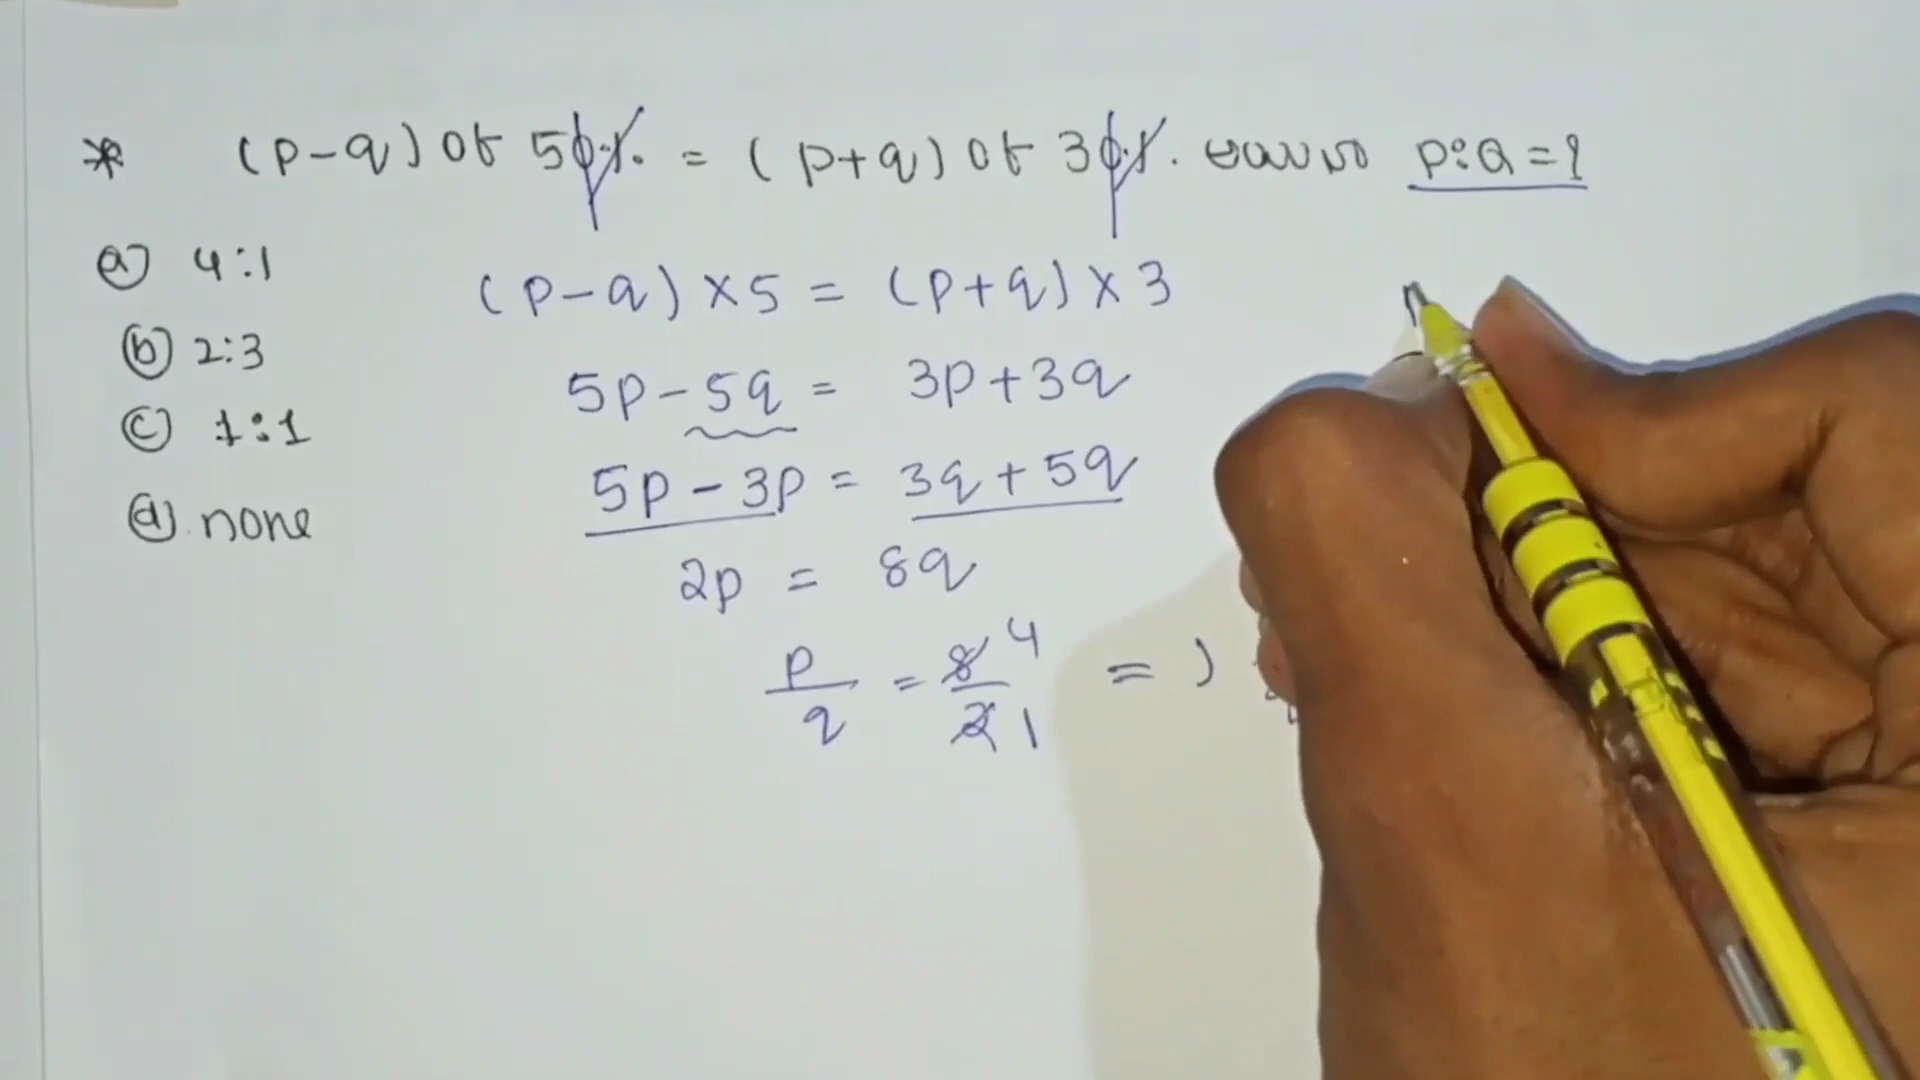 * (p-q) of 50%. = (p+q) of 30%. ആയാൽ p:q = ?
ⓐ 4:1
ⓑ 2:3
ⓒ 1:1
ⓓ none
(p-q) × 5 = (p+q) × 3
5p - 5q = 3p + 3q
5p - 3p = 3q + 5q
2p = 8q
p/q = 8/2 4/1 =